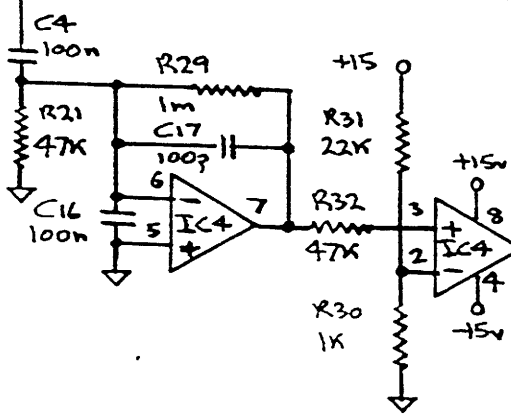 C4
100n
R29
1m
+15
R21
47K
C17
100p
R31
22K
+15v
6
7
R32
3
8
C16
100n
5
-
IC4
+
47K
2
+
IC4
-
4
R30
1K
-15v